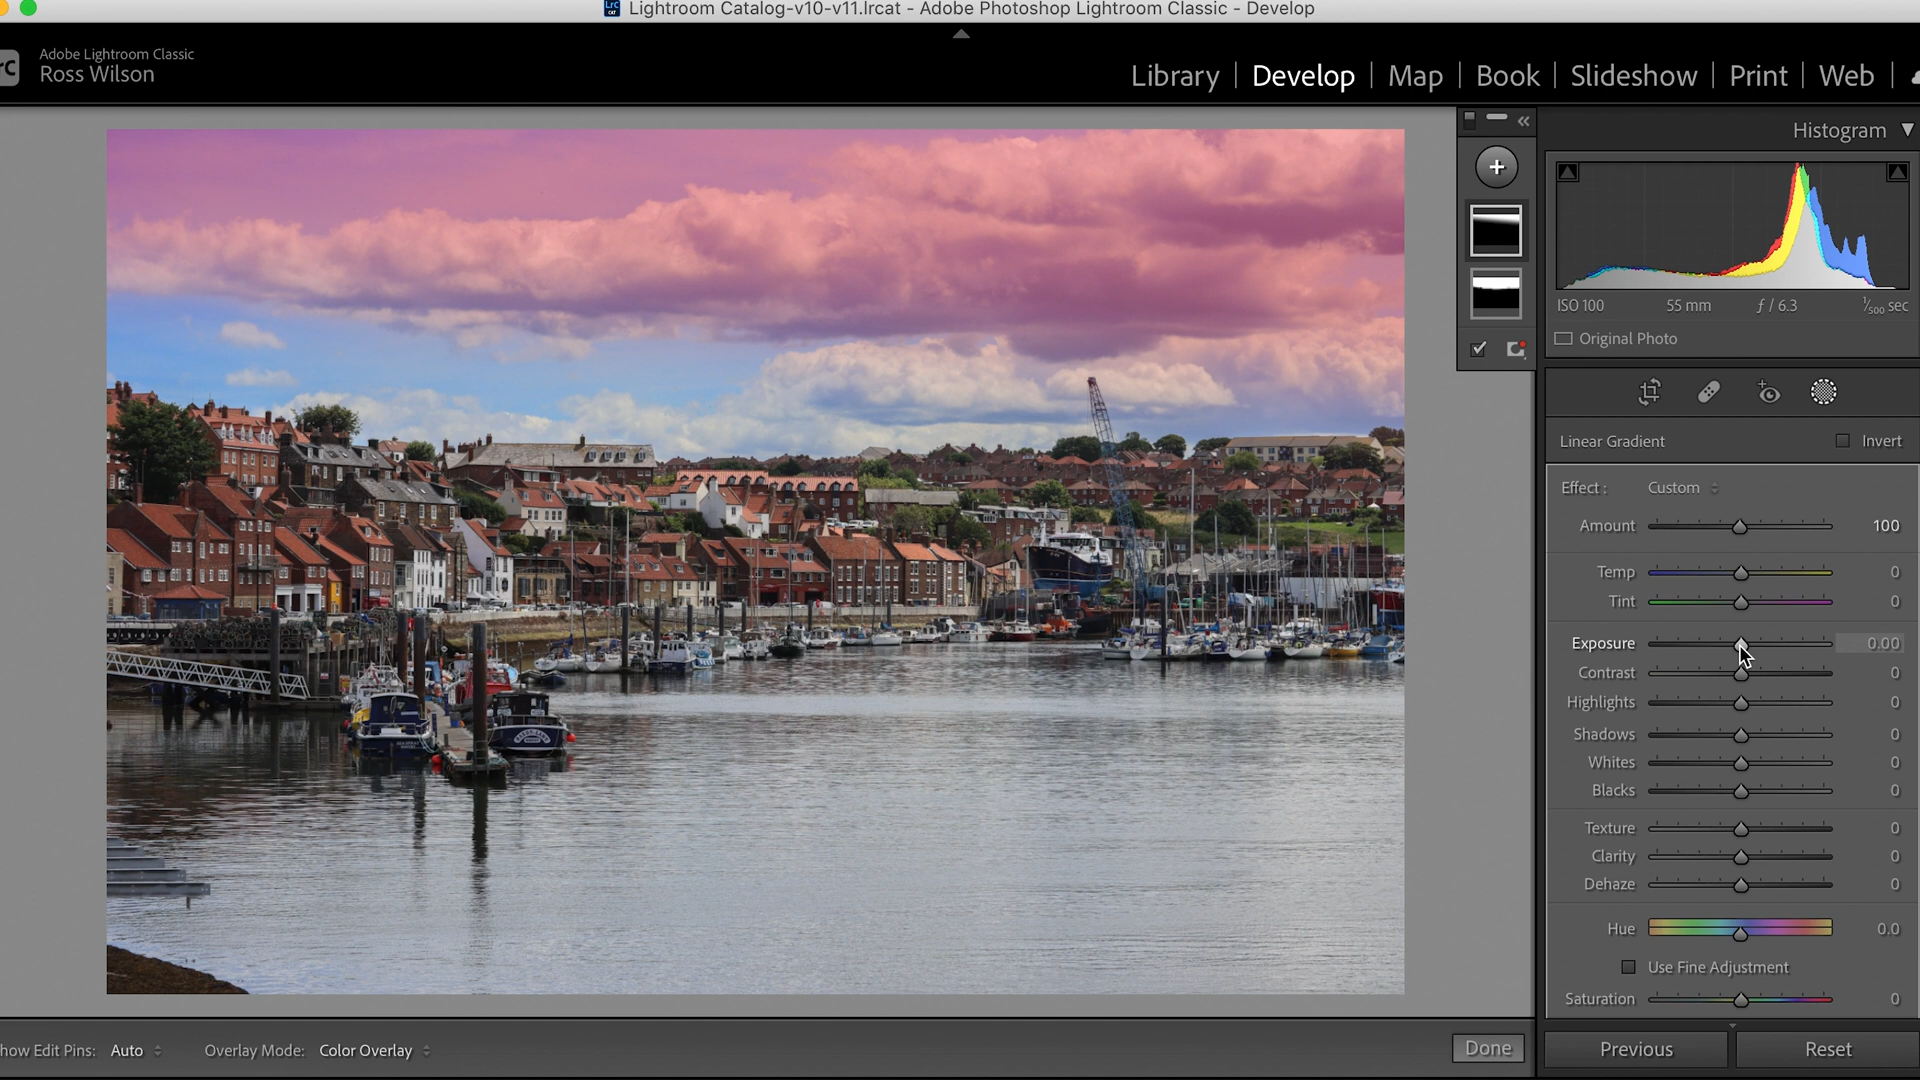 Lightroom Catalog-v10-v11.lrcat - Adobe Photoshop Lightroom Classic - Develop
Adobe Lightroom Classic
Ross Wilson
Library | Develop | Map | Book | Slideshow | Print | Web |
Histogram
ISO 100 55 mm f / 6.3 1/500 sec
Original Photo
Linear Gradient Invert
Effect : Custom
Amount 100
Temp 0
Tint 0
Exposure 0.00
Contrast 0
Highlights 0
Shadows 0
Whites 0
Blacks 0
Texture 0
Clarity 0
Dehaze 0
Hue 0.0
Use Fine Adjustment
Saturation 0
how Edit Pins: Auto Overlay Mode: Color Overlay Done Previous Reset